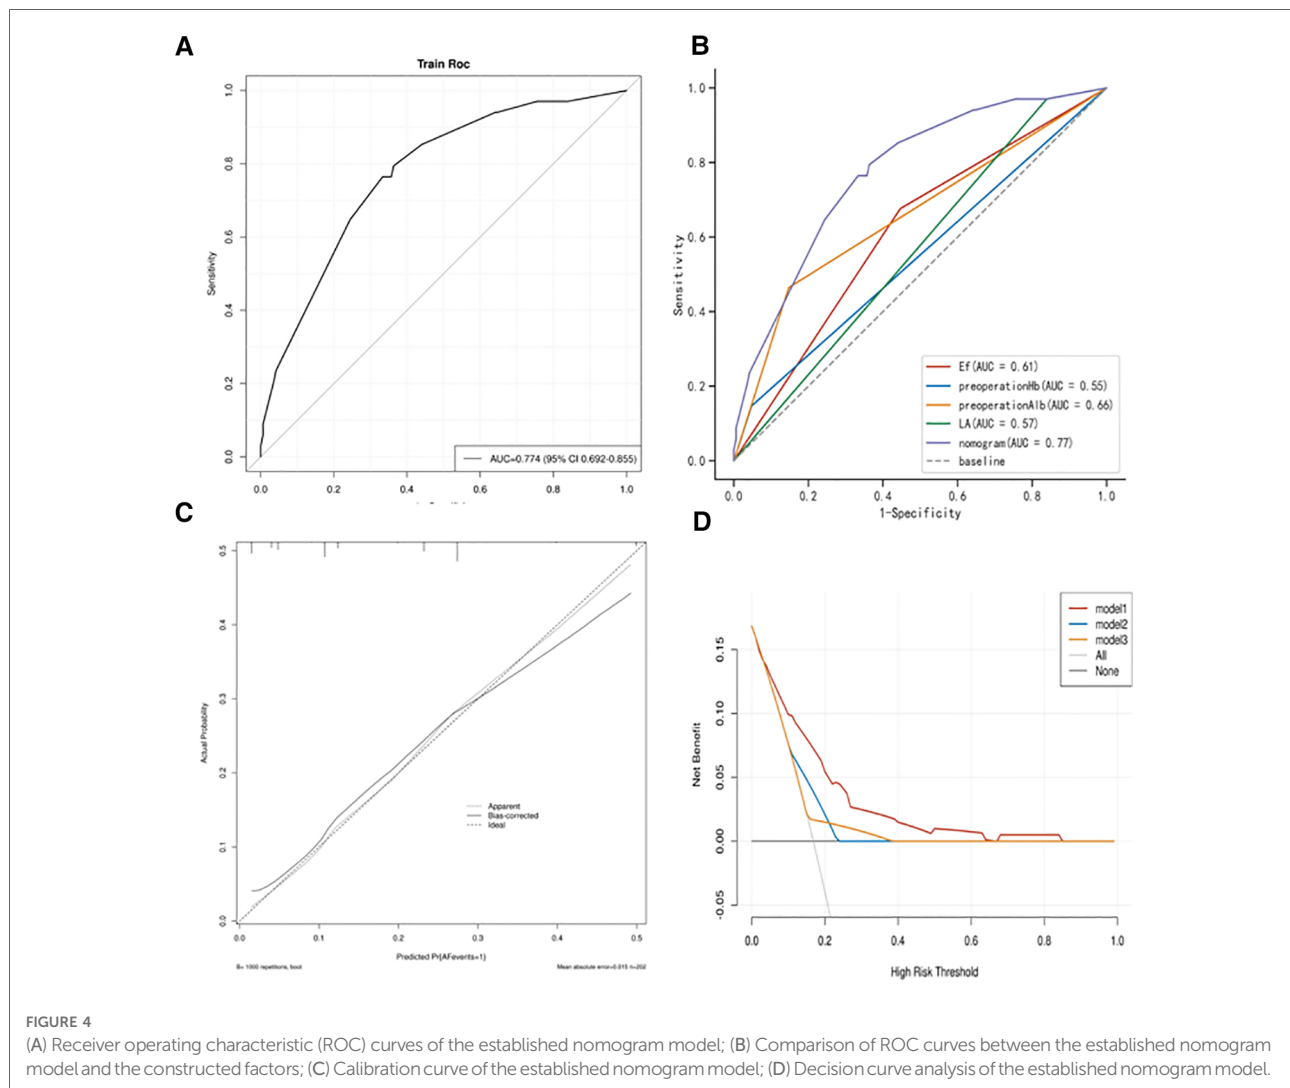 A
Train Roc
Sensitivity
1.0
0.8
0.6
0.4
0.2
0.0
AUC=0.774 (95% CI 0.692-0.855)
0.0 0.2 0.4 0.6 0.8 1.0
B
Sensitivity
1.0
0.8
0.6
0.4
0.2
0.0
Ef(AUC = 0.61)
preoperationHb(AUC = 0.55)
preoperationAlb(AUC = 0.66)
LA(AUC = 0.57)
nomogram(AUC = 0.77)
baseline
0.0 0.2 0.4 0.6 0.8 1.0
1-Specificity
C
Actual Probability
0.5
0.4
0.3
0.2
0.1
0.0
Apparent
Bias-corrected
Ideal
0.0 0.1 0.2 0.3 0.4 0.5
Predicted Pr{AFevents=1}
B= 1000 repetitions, boot
Mean absolute error=0.015 n=202
D
Net Benefit
0.15
0.10
0.05
0.00
-0.05
model1
model2
model3
All
None
0.0 0.2 0.4 0.6 0.8 1.0
High Risk Threshold
FIGURE 4
(A) Receiver operating characteristic (ROC) curves of the established nomogram model; (B) Comparison of ROC curves between the established nomogram
model and the constructed factors; (C) Calibration curve of the established nomogram model; (D) Decision curve analysis of the established nomogram model.